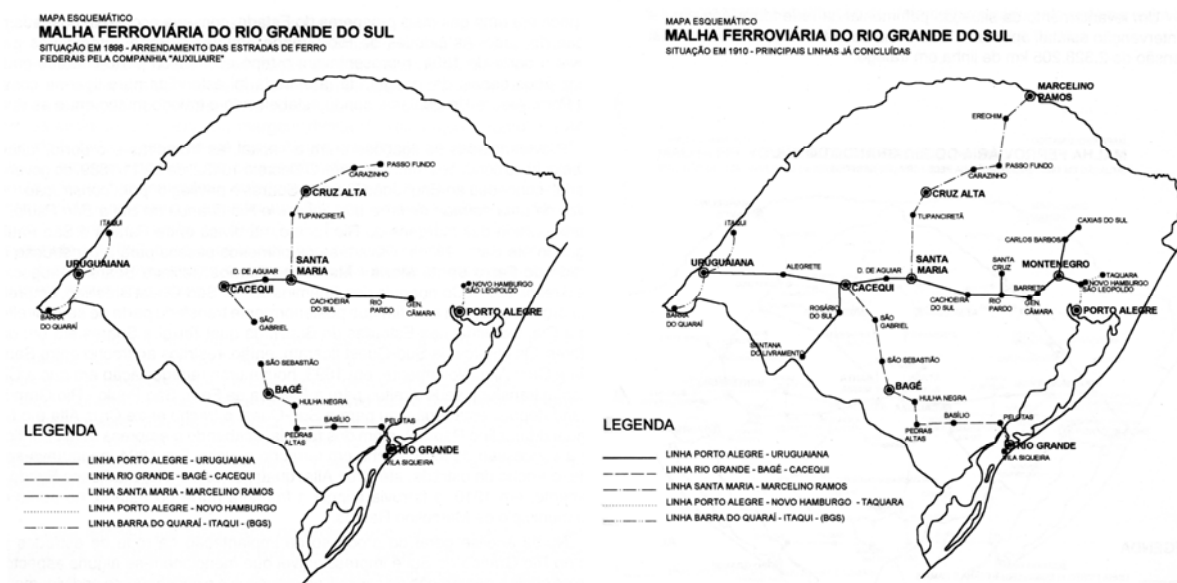 MAPA ESQUEMÁTICO
MALHA FERROVIÁRIA DO RIO GRANDE DO SUL
SITUAÇÃO EM 1898 - ARRENDAMENTO DAS ESTRADAS DE FERRO
FEDERAIS PELA COMPANHIA "AUXILIAIRE"
PASSO FUNDO
CARAZINHO
CRUZ ALTA
TUPANCIRETÃ
ITAQUI
URUGUAIANA
SANTA
MARIA
D. DE AGUIAR
CACEQUI
NOVO HAMBURGO
SÃO LEOPOLDO
CACHOEIRA
DO SUL
RIO
PARDO
GEN.
CÂMARA
BARRA
DO QUARAÍ
SÃO
GABRIEL
PORTO ALEGRE
SÃO SEBASTIÃO
BAGÉ
HULHA NEGRA
BASÍLIO
PELOTAS
PEDRAS
ALTAS
RIO GRANDE
VILA SIQUEIRA
LEGENDA
LINHA PORTO ALEGRE - URUGUAIANA
LINHA RIO GRANDE - BAGÉ - CACEQUI
LINHA SANTA MARIA - MARCELINO RAMOS
LINHA PORTO ALEGRE - NOVO HAMBURGO
LINHA BARRA DO QUARAÍ - ITAQUI - (BGS)
MAPA ESQUEMÁTICO
MALHA FERROVIÁRIA DO RIO GRANDE DO SUL
SITUAÇÃO EM 1910 - PRINCIPAIS LINHAS JÁ CONCLUÍDAS
MARCELINO
RAMOS
ERECHIM
PASSO FUNDO
CARAZINHO
CRUZ ALTA
TUPANCIRETÃ
ITAQUI
CAXIAS DO SUL
CARLOS BARBOSA
URUGUAIANA
ALEGRETE
D. DE AGUIAR
SANTA
MARIA
SANTA
CRUZ
MONTENEGRO
TAQUARA
NOVO HAMBURGO
SÃO LEOPOLDO
CACEQUI
BARRETO
CACHOEIRA
DO SUL
RIO
PARDO
GEN.
CÂMARA
BARRA
DO QUARAÍ
ROSÁRIO
DO SUL
SÃO
GABRIEL
PORTO ALEGRE
SANTANA
DO LIVRAMENTO
SÃO SEBASTIÃO
BAGÉ
HULHA NEGRA
BASÍLIO
PELOTAS
PEDRAS
ALTAS
RIO GRANDE
VILA SIQUEIRA
LEGENDA
LINHA PORTO ALEGRE - URUGUAIANA
LINHA RIO GRANDE - BAGÉ - CACEQUI
LINHA SANTA MARIA - MARCELINO RAMOS
LINHA PORTO ALEGRE - NOVO HAMBURGO - TAQUARA
LINHA BARRA DO QUARAÍ - ITAQUI - (BGS)